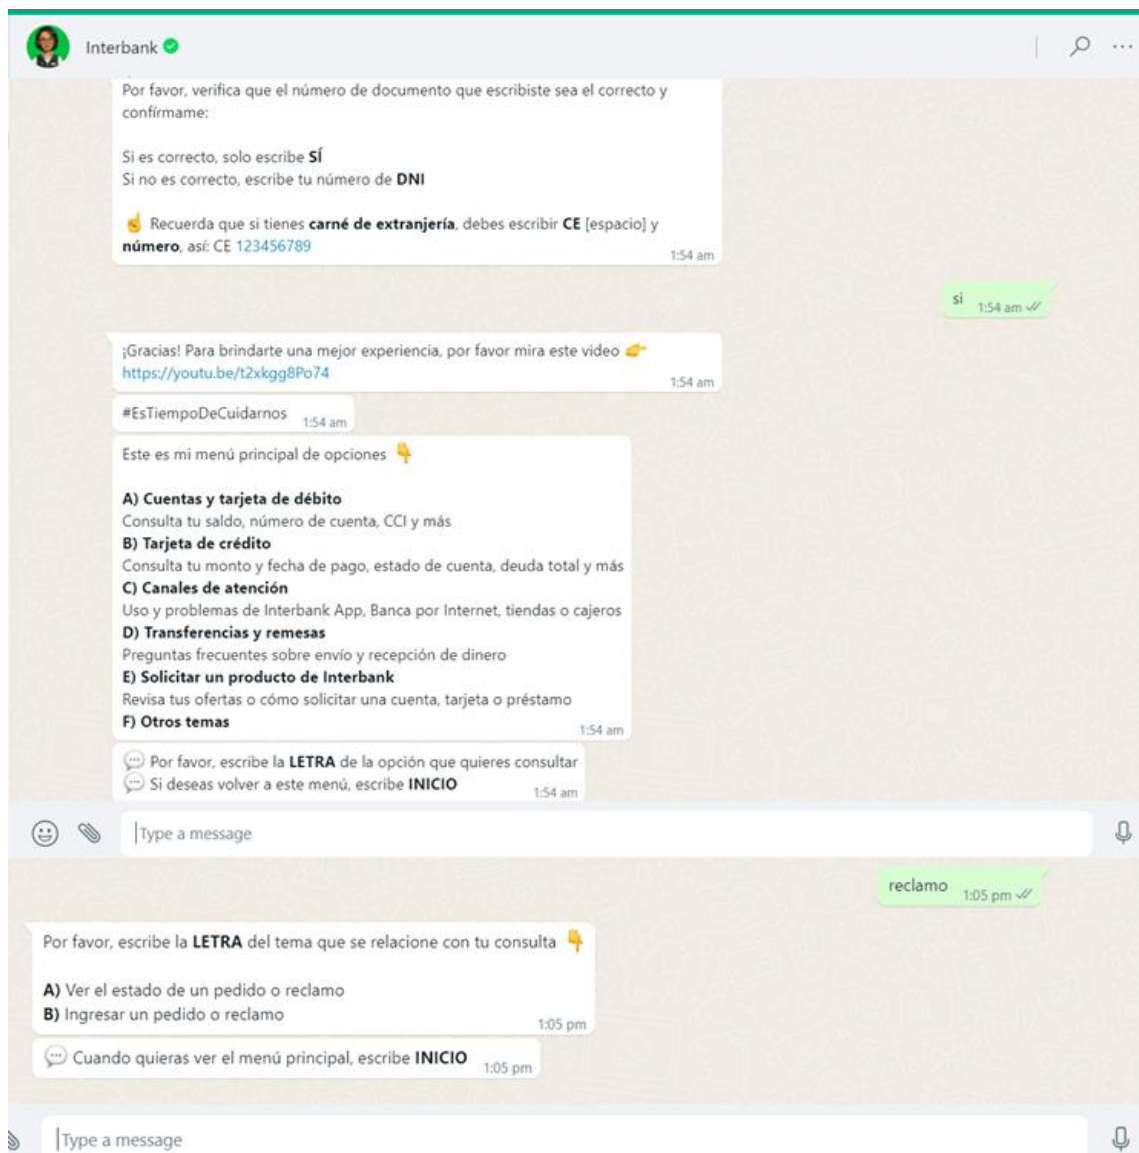 Interbank
Por favor, verifica que el número de documento que escribiste sea el correcto y
confírmame:
Si es correcto, solo escribe SÍ
Si no es correcto, escribe tu número de DNI
☝ Recuerda que si tienes carné de extranjería, debes escribir CE [espacio] y
número, así: CE 123456789
1:54 am
si 1:54 am
¡Gracias! Para brindarte una mejor experiencia, por favor mira este video 👉
https://youtu.be/t2xkgg8Po74
1:54 am
#EsTiempoDeCuidarnos 1:54 am
Este es mi menú principal de opciones 👇
A) Cuentas y tarjeta de débito
Consulta tu saldo, número de cuenta, CCI y más
B) Tarjeta de crédito
Consulta tu monto y fecha de pago, estado de cuenta, deuda total y más
C) Canales de atención
Uso y problemas de Interbank App, Banca por Internet, tiendas o cajeros
D) Transferencias y remesas
Preguntas frecuentes sobre envío y recepción de dinero
E) Solicitar un producto de Interbank
Revisa tus ofertas o cómo solicitar una cuenta, tarjeta o préstamo
F) Otros temas
1:54 am
💬 Por favor, escribe la LETRA de la opción que quieres consultar
💬 Si deseas volver a este menú, escribe INICIO
1:54 am
Type a message
reclamo 1:05 pm
Por favor, escribe la LETRA del tema que se relacione con tu consulta 👇
A) Ver el estado de un pedido o reclamo
B) Ingresar un pedido o reclamo
1:05 pm
💬 Cuando quieras ver el menú principal, escribe INICIO 1:05 pm
Type a message